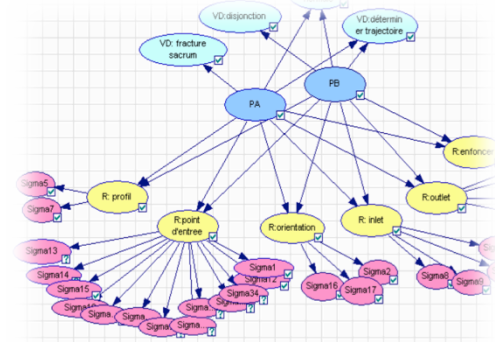 VD:disjonction
VD:détermin
er trajectoire
VD: fracture
sacrum
PB
PA
R:enfonce
Sigma5
R: profil
R:outlet
Sigma7
R:point
d'entree
R:orientation
R: inlet
Sigma13
Sigma14
Sigma1
Sigma2
Sigma15
Sigma16
Sigma17
Sigma8
Sigma9
Sigma34